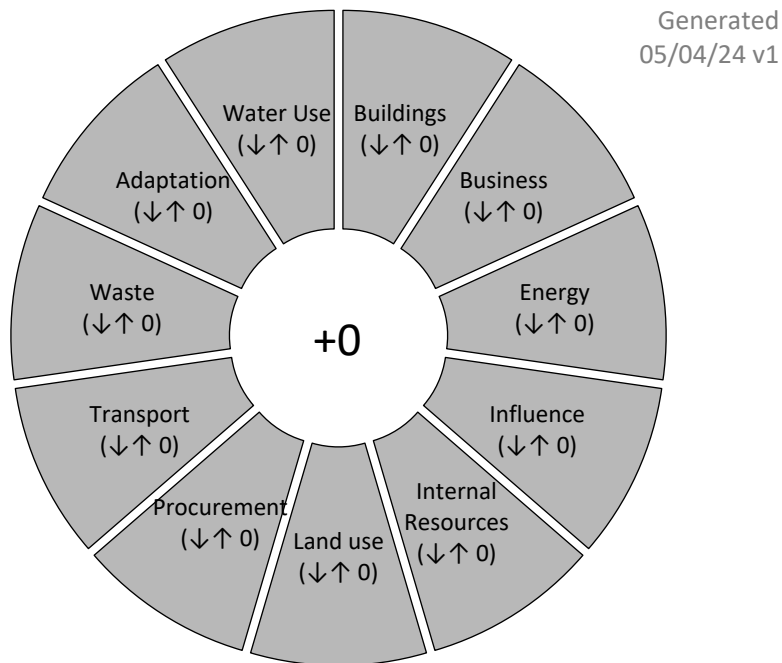 Generated
05/04/24 v1
Buildings
(↓↑ 0)
Business
(↓↑ 0)
Energy
(↓↑ 0)
Influence
(↓↑ 0)
Internal
Resources
(↓↑ 0)
Land use
(↓↑ 0)
Procurement
(↓↑ 0)
Transport
(↓↑ 0)
Waste
(↓↑ 0)
Adaptation
(↓↑ 0)
Water Use
(↓↑ 0)
+0